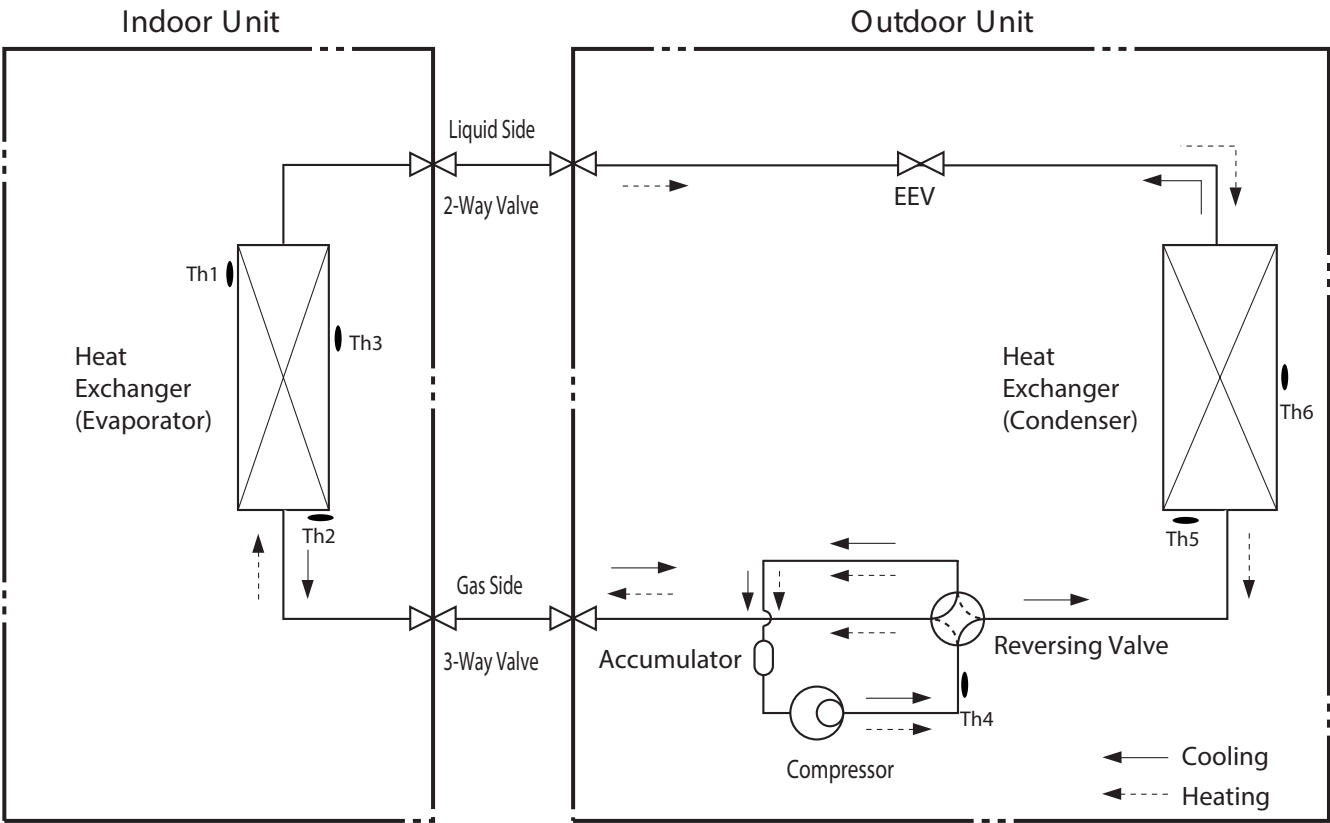 Indoor Unit
Outdoor Unit
Liquid Side
2-Way Valve
EEV
Th1
Th3
Heat
Exchanger
(Evaporator)
Heat
Exchanger
(Condenser)
Th6
Th2
Th5
Gas Side
3-Way Valve
Accumulator
Reversing Valve
Th4
Compressor
Cooling
Heating